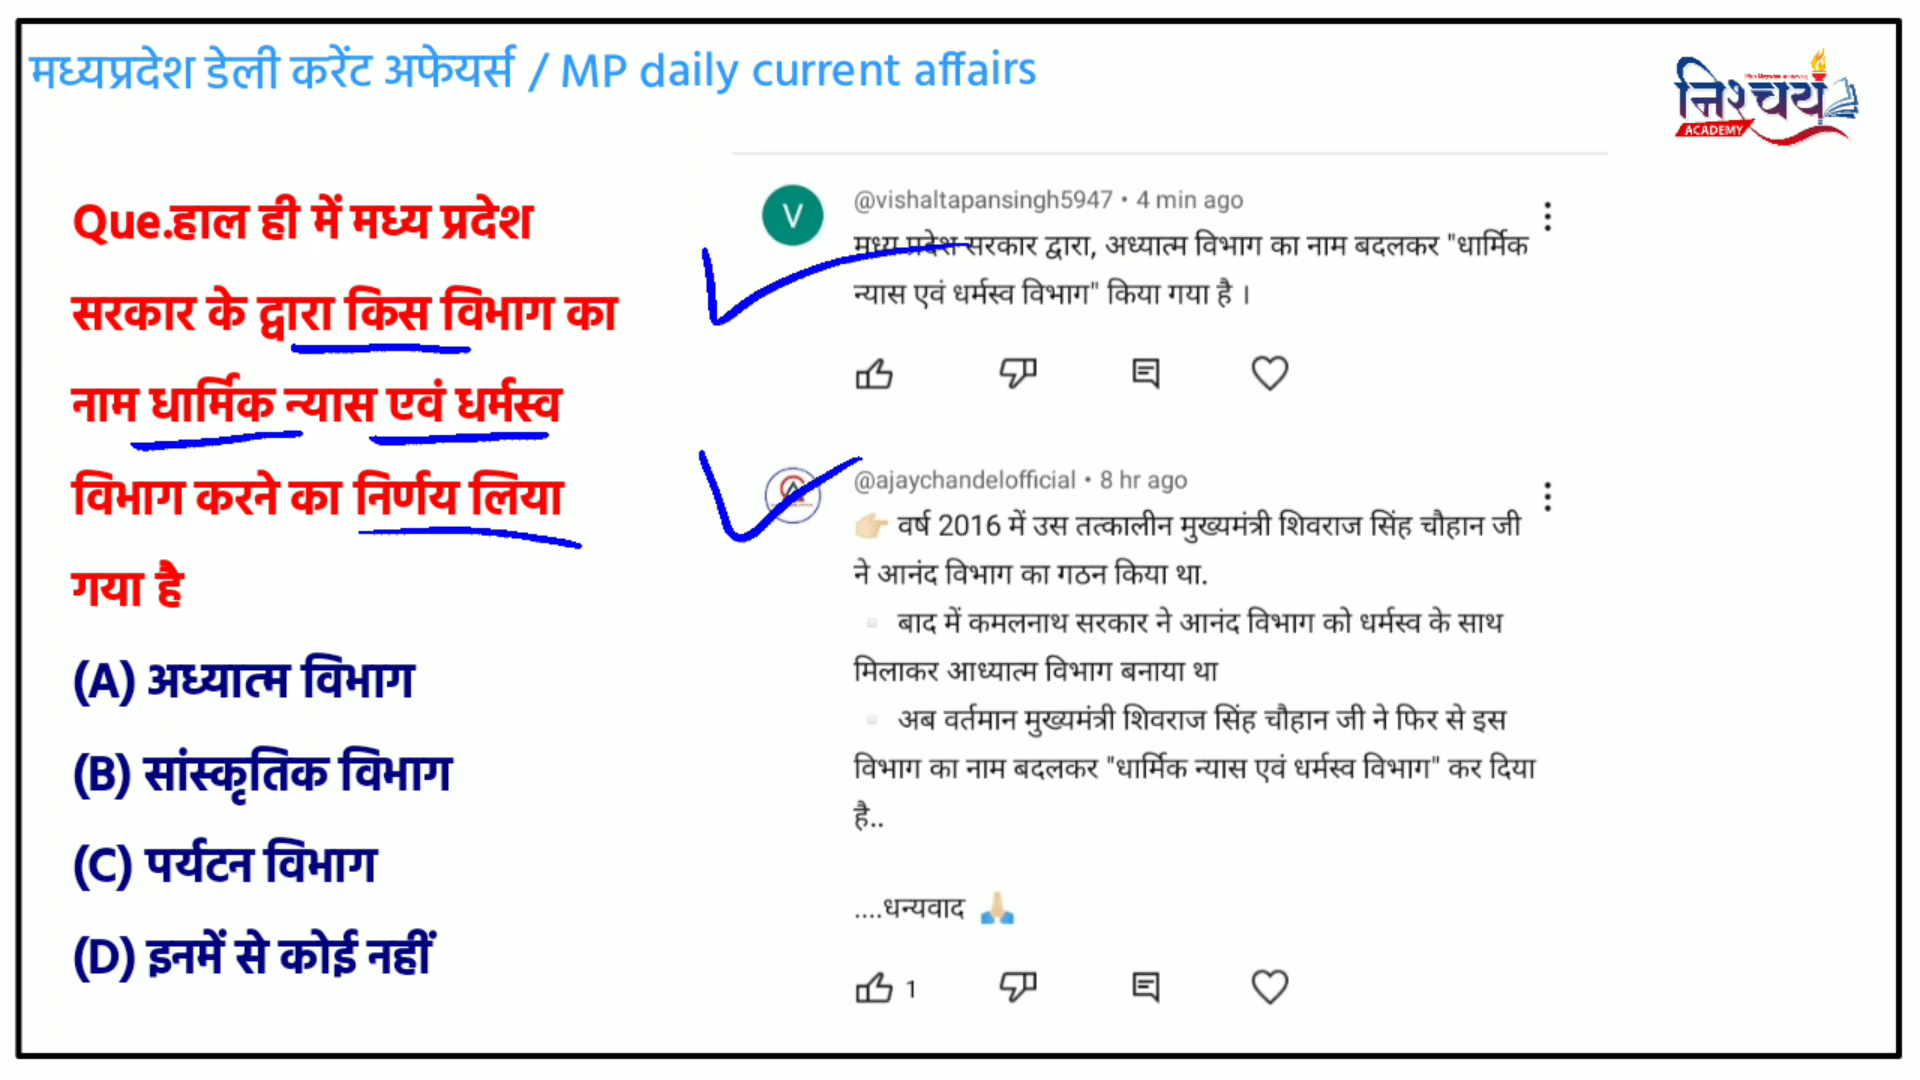 मध्यप्रदेश डेली करेंट अफेयर्स / MP daily current affairs
निश्चय
ACADEMY
Que.हाल ही में मध्य प्रदेश
सरकार के द्वारा किस विभाग का
नाम धार्मिक न्यास एवं धर्मस्व
विभाग करने का निर्णय लिया
गया है
(A) अध्यात्म विभाग
(B) सांस्कृतिक विभाग
(C) पर्यटन विभाग
(D) इनमें से कोई नहीं
V
@vishaltapansingh5947 • 4 min ago
मध्य प्रदेश सरकार द्वारा, अध्यात्म विभाग का नाम बदलकर "धार्मिक
न्यास एवं धर्मस्व विभाग" किया गया है ।
@ajaychandelofficial • 8 hr ago
👉🏻 वर्ष 2016 में उस तत्कालीन मुख्यमंत्री शिवराज सिंह चौहान जी
ने आनंद विभाग का गठन किया था.
▫ बाद में कमलनाथ सरकार ने आनंद विभाग को धर्मस्व के साथ
मिलाकर आध्यात्म विभाग बनाया था
▫ अब वर्तमान मुख्यमंत्री शिवराज सिंह चौहान जी ने फिर से इस
विभाग का नाम बदलकर "धार्मिक न्यास एवं धर्मस्व विभाग" कर दिया
है..
....धन्यवाद 🙏🏻
1